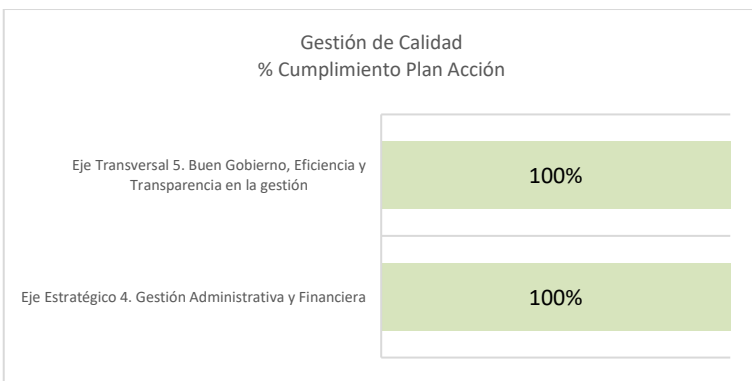 Gestión de Calidad
% Cumplimiento Plan Acción
Eje Transversal 5. Buen Gobierno, Eficiencia y
Transparencia en la gestión
100%
Eje Estratégico 4. Gestión Administrativa y Financiera
100%